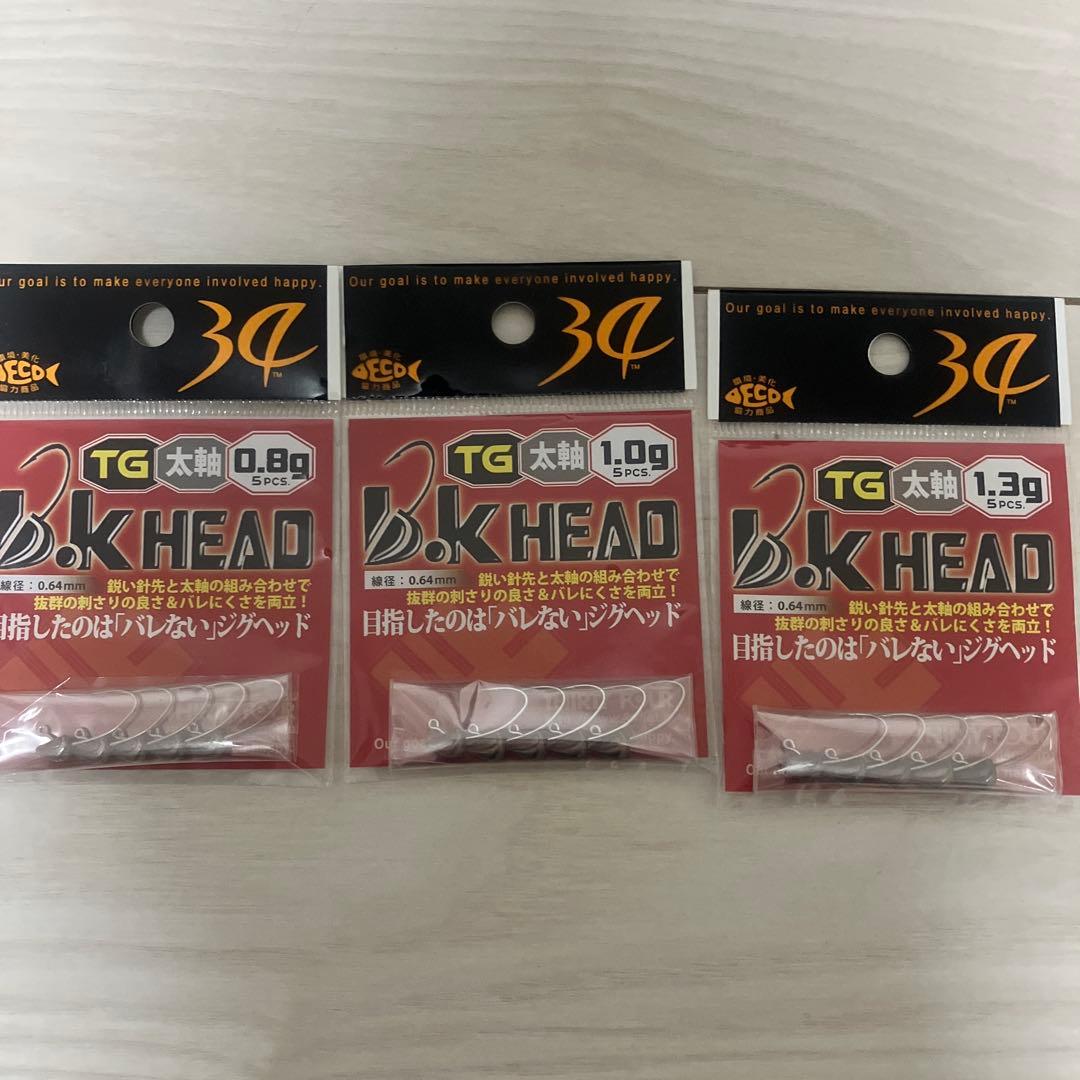 ur goal is to make everyone involved happy.
34™
環境・美化
DECO
協力商品
TG 太軸 0.8g
5PCS.
b.K HEAD
線径：0.64mm
鋭い針先と太軸の組み合わせで
抜群の刺さりの良さ＆バレにくさを両立！
目指したのは「バレない」ジグヘッド
Our goal is to make everyone involved happy.
34™
環境・美化
DECO
協力商品
TG 太軸 1.0g
5PCS.
b.K HEAD
線径：0.64mm
鋭い針先と太軸の組み合わせで
抜群の刺さりの良さ＆バレにくさを両立！
目指したのは「バレない」ジグヘッド
Our goal is to make everyone involved happy.
34™
環境・美化
DECO
協力商品
TG 太軸 1.3g
5PCS.
b.K HEAD
線径：0.64mm
鋭い針先と太軸の組み合わせで
抜群の刺さりの良さ＆バレにくさを両立！
目指したのは「バレない」ジグヘッド